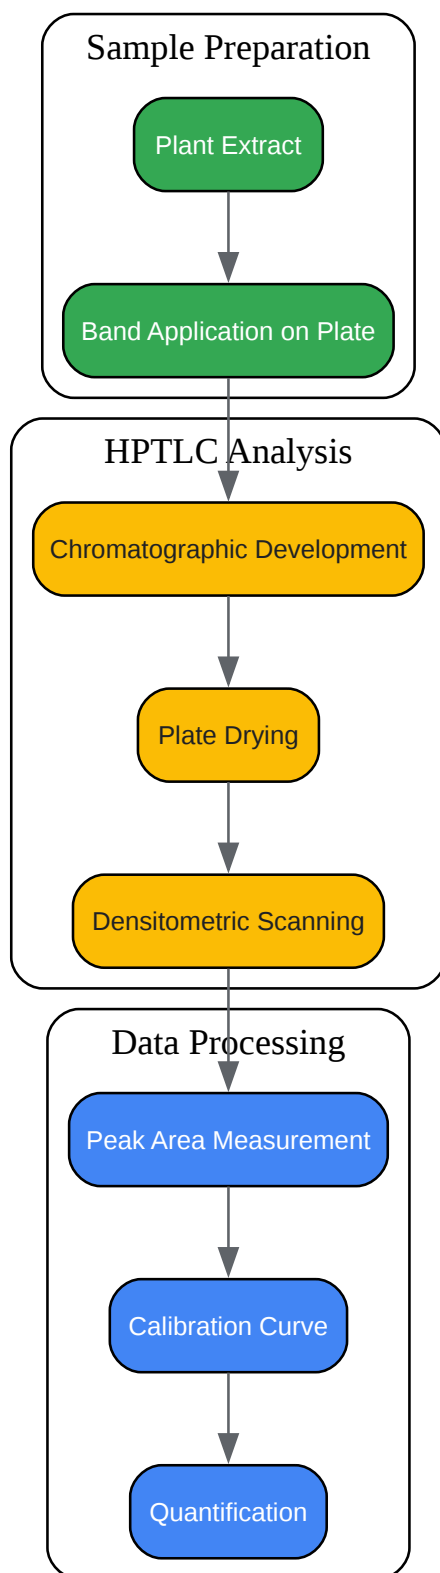 Sample Preparation
Plant Extract
Band Application on Plate
HPTLC Analysis
Chromatographic Development
Plate Drying
Densitometric Scanning
Data Processing
Peak Area Measurement
Calibration Curve
Quantification